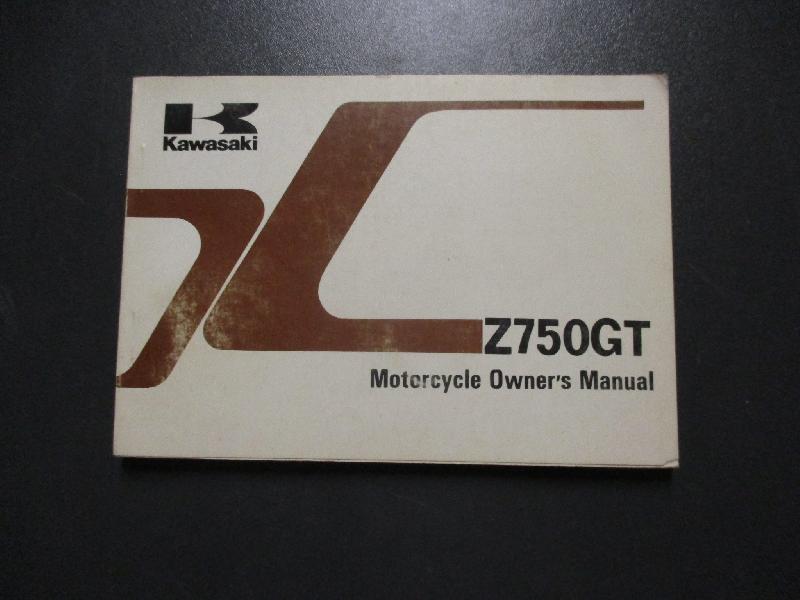 Kawasaki
Z750GT
Motorcycle Owner's Manual